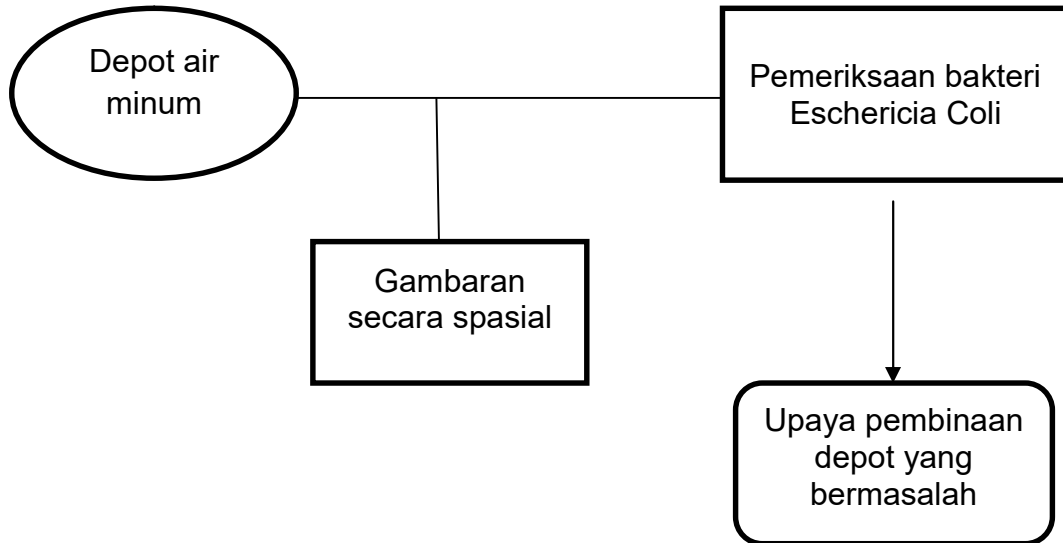 Depot air
minum
Pemeriksaan bakteri
Eschericia Coli
Gambaran
secara spasial
Upaya pembinaan
depot yang
bermasalah